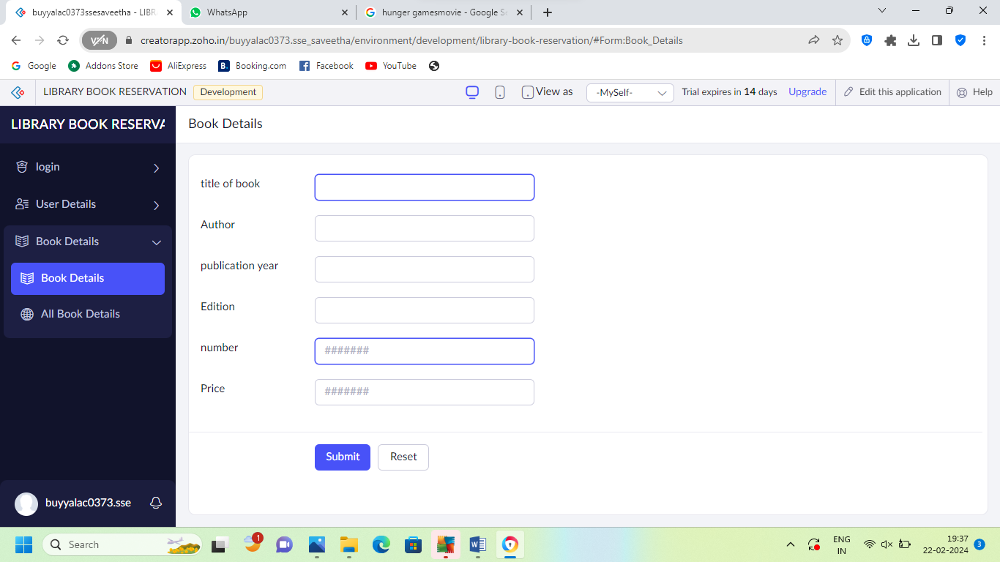 buyyalac0373ssesaveetha - LIBR
WhatsApp
hunger gamesmovie - Google Se
VPN
creatorapp.zoho.in/buyyalac0373.sse_saveetha/environment/development/library-book-reservation/#Form:Book_Details
Google
Addons Store
AliExpress
B.
Booking.com
Facebook
YouTube
LIBRARY BOOK RESERVATION
Development
View as
-MySelf-
Trial expires in 14 days
Upgrade
Edit this application
Help
LIBRARY BOOK RESERVA
Book Details
login
User Details
Book Details
Book Details
All Book Details
title of book
Author
publication year
Edition
number
#######
Price
#######
Submit
Reset
buyyalac0373.sse
Search
1
ENG
IN
19:37
22-02-2024
3